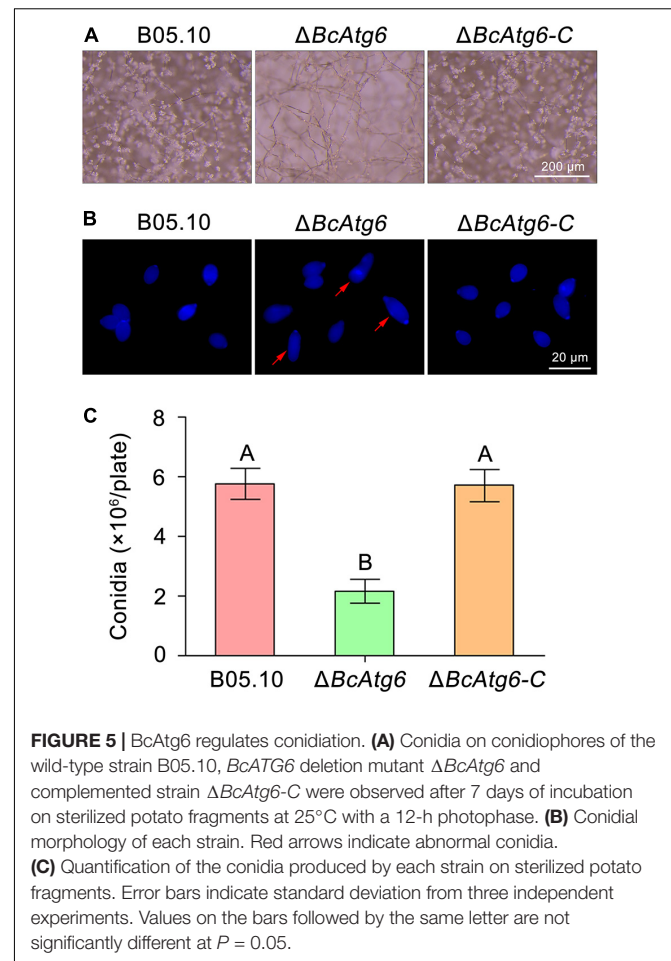 A B05.10 ΔBcAtg6 ΔBcAtg6-C
200 µm
B B05.10 ΔBcAtg6 ΔBcAtg6-C
20 µm
C
Conidia (×10⁶/plate)
8
6
4
2
0
A
B
A
B05.10 ΔBcAtg6 ΔBcAtg6-C
FIGURE 5 | BcAtg6 regulates conidiation. (A) Conidia on conidiophores of the
wild-type strain B05.10, BcATG6 deletion mutant ΔBcAtg6 and
complemented strain ΔBcAtg6-C were observed after 7 days of incubation
on sterilized potato fragments at 25°C with a 12-h photophase. (B) Conidial
morphology of each strain. Red arrows indicate abnormal conidia.
(C) Quantification of the conidia produced by each strain on sterilized potato
fragments. Error bars indicate standard deviation from three independent
experiments. Values on the bars followed by the same letter are not
significantly different at P = 0.05.